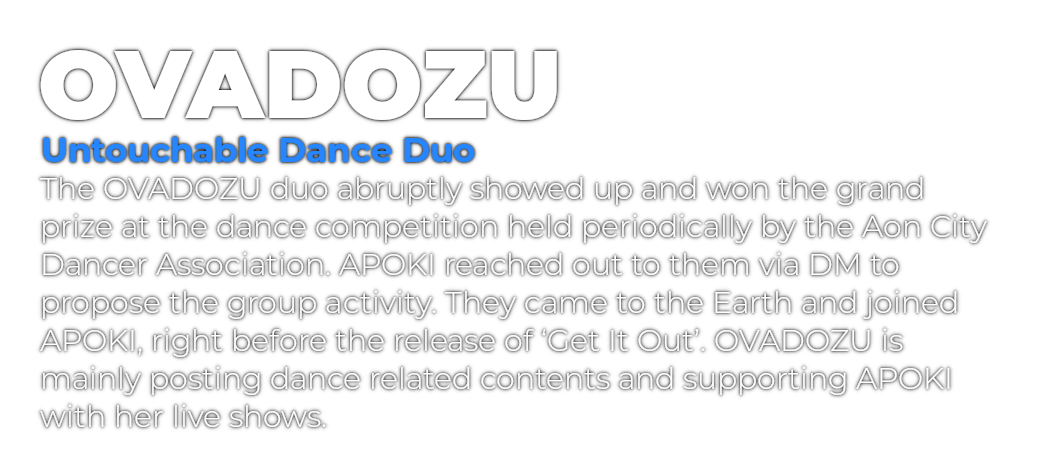 OVADOZU
Untouchable Dance Duo
The OVADOZU duo abruptly showed up and won the grand
prize at the dance competition held periodically by the Aon City
Dancer Association. APOKI reached out to them via DM to
propose the group activity. They came to the Earth and joined
APOKI, right before the release of ‘Get It Out’. OVADOZU is
mainly posting dance related contents and supporting APOKI
with her live shows.